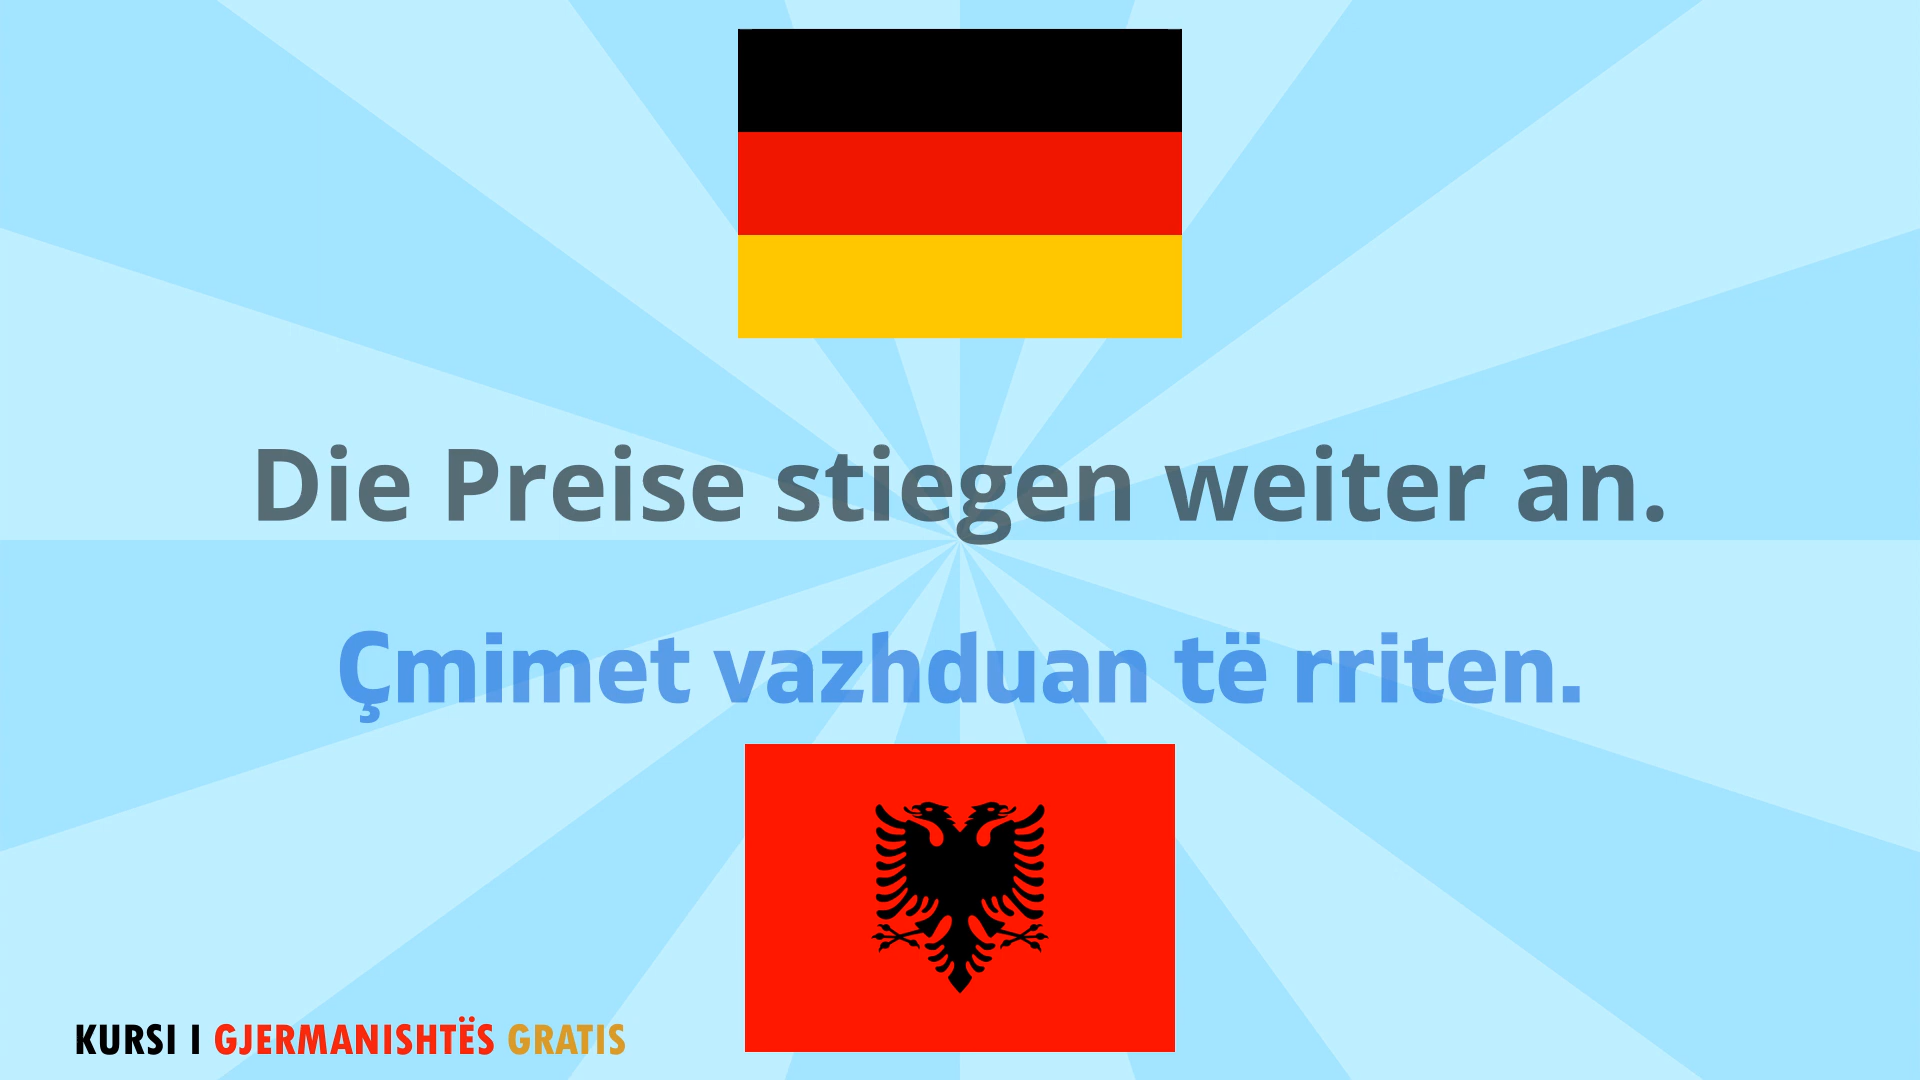 Die Preise stiegen weiter an.
Çmimet vazhduan të rriten.
KURSI I GJERMANISHTËS GRATIS